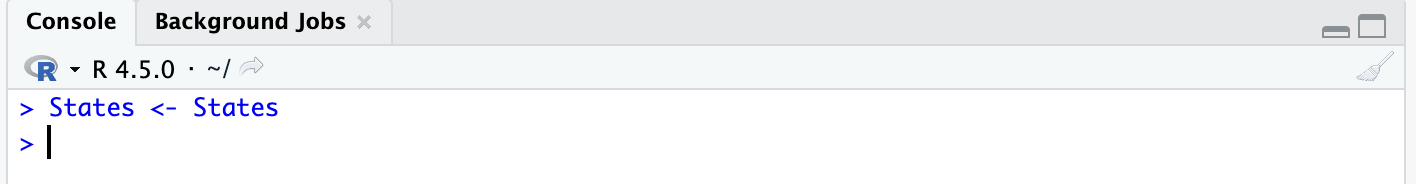 Console Background Jobs
R R 4.5.0 · ~/
> States <- States
>